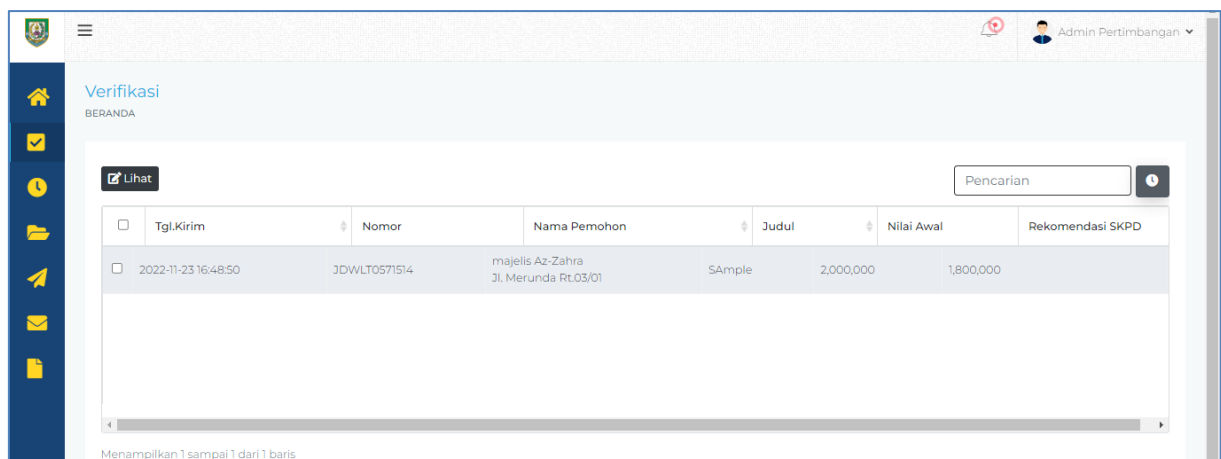 Admin Pertimbangan
Verifikasi
BERANDA
Lihat
Pencarian
Tgl.Kirim Nomor Nama Pemohon Judul Nilai Awal Rekomendasi SKPD
2022-11-23 16:48:50 JDWLT0571514 majelis Az-Zahra SAmple 2,000,000 1,800,000
Jl. Merunda Rt.03/01
Menampilkan 1 sampai 1 dari 1 baris